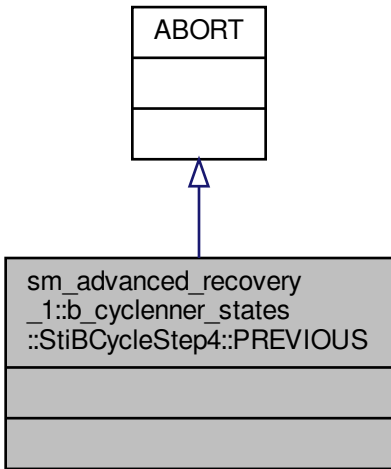 ABORT
sm_advanced_recovery
_1::b_cyclenner_states
::StiBCycleStep4::PREVIOUS